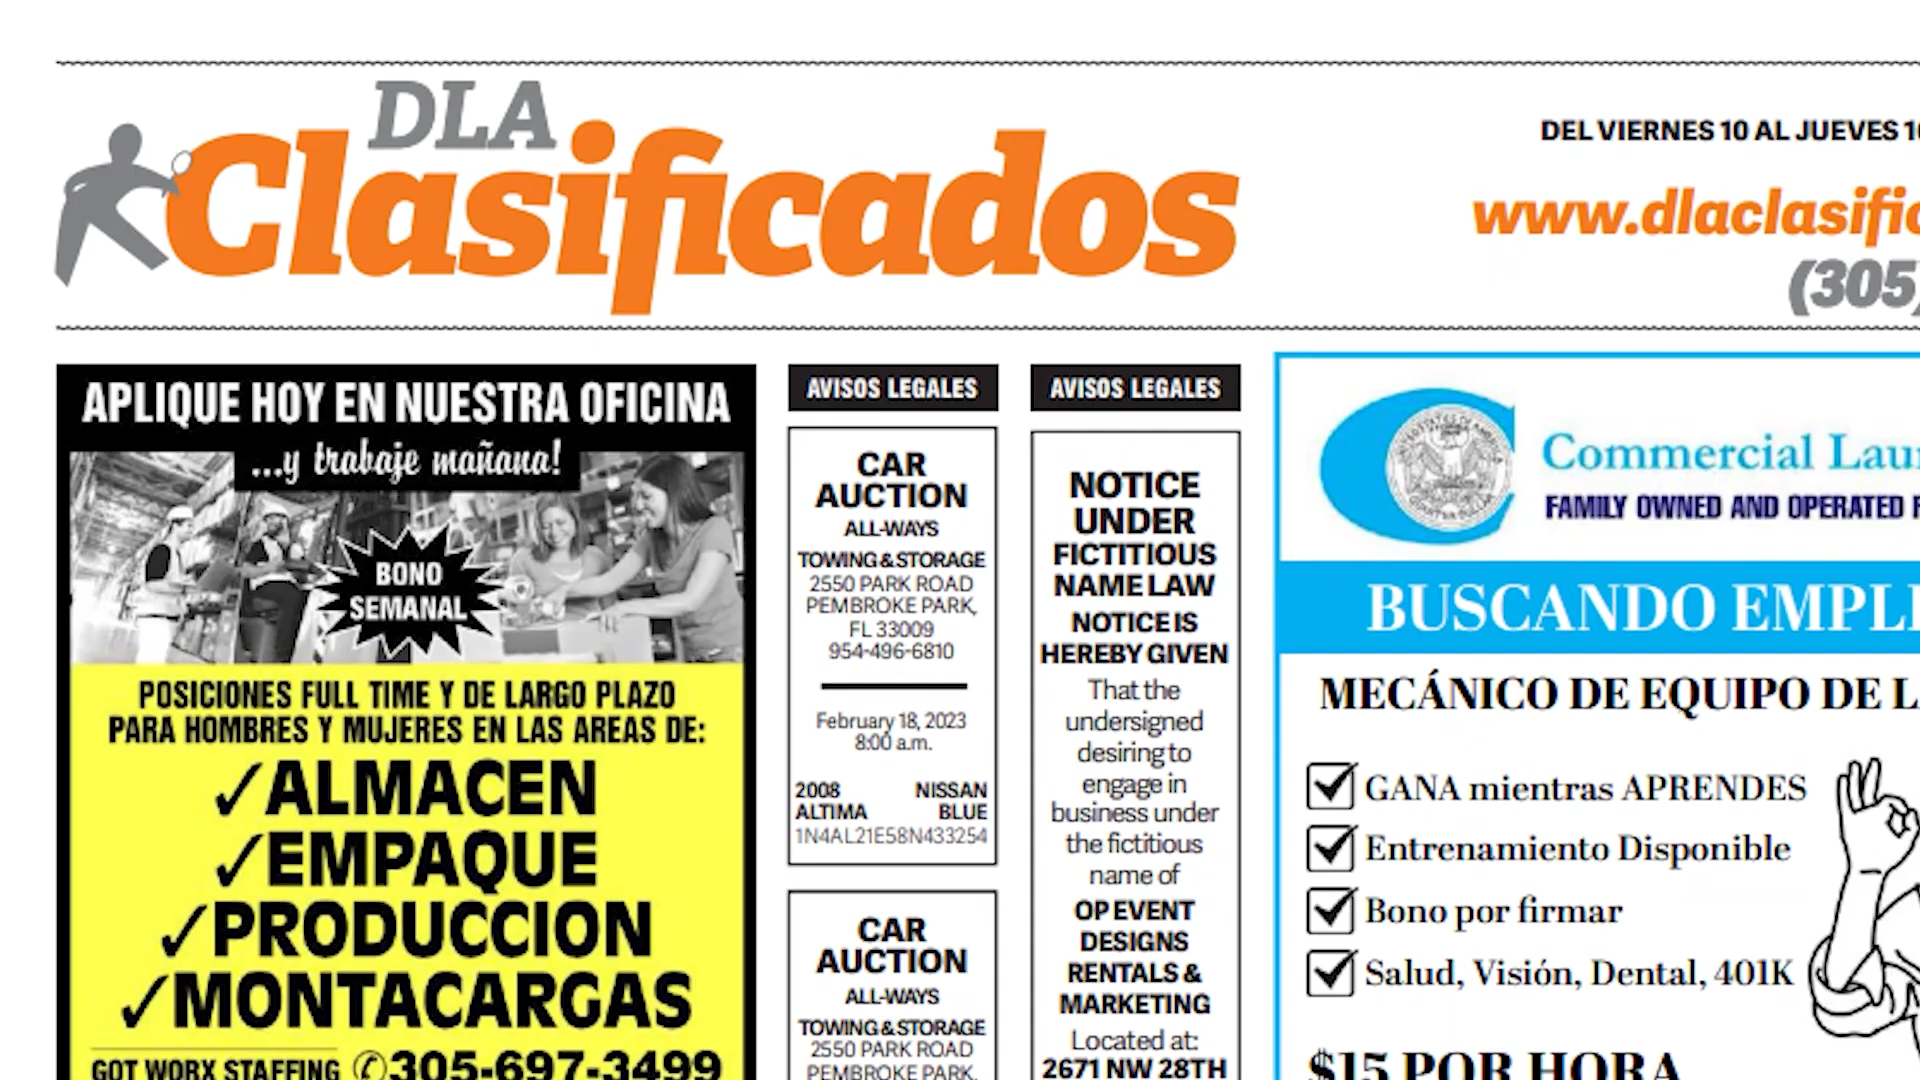 DLA
Clasificados
DEL VIERNES 10 AL JUEVES
www.dlaclasific
(305)
APLIQUE HOY EN NUESTRA OFICINA
...y trabaje mañana!
BONO
SEMANAL
POSICIONES FULL TIME Y DE LARGO PLAZO
PARA HOMBRES Y MUJERES EN LAS AREAS DE:
✓ALMACEN
✓EMPAQUE
✓PRODUCCION
✓MONTACARGAS
GOT WORX STAFFING ✆305-697-3499
AVISOS LEGALES
CAR
AUCTION
ALL-WAYS
TOWING & STORAGE
2550 PARK ROAD
PEMBROKE PARK,
FL 33009
954-496-6810
February 18, 2023
8:00 a.m.
2008 NISSAN
ALTIMA BLUE
1N4AL21E58N433254
CAR
AUCTION
ALL-WAYS
TOWING & STORAGE
2550 PARK ROAD
PEMBROKE PARK,
AVISOS LEGALES
NOTICE
UNDER
FICTITIOUS
NAME LAW
NOTICE IS
HEREBY GIVEN
That the
undersigned
desiring to
engage in
business under
the fictitious
name of
OP EVENT
DESIGNS
RENTALS &
MARKETING
Located at:
2671 NW 28TH
Commercial
FAMILY OWNED AND OPERATED
BUSCANDO
MECÁNICO DE EQUIPO DE
GANA mientras APRENDES
Entrenamiento Disponible
Bono por firmar
Salud, Visión, Dental, 401K
$15 POR HORA